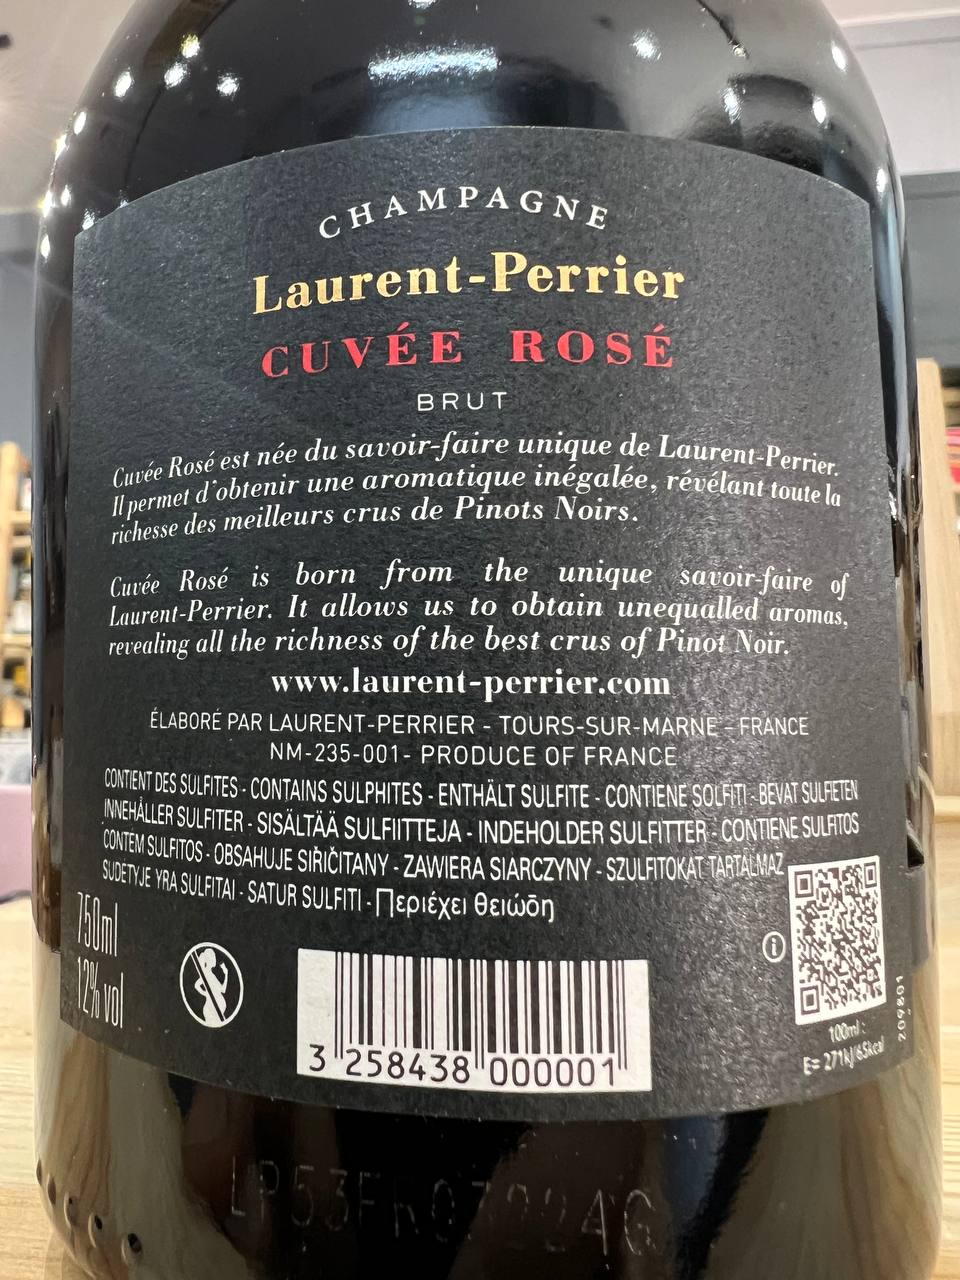 CHAMPAGNE
Laurent-Perrier
CUVÉE ROSÉ
BRUT
Cuvée Rosé est née du savoir-faire unique de Laurent-Perrier.
Il permet d'obtenir une aromatique inégalée, révélant toute la
richesse des meilleurs crus de Pinots Noirs.
Cuvée Rosé is born from the unique savoir-faire of
Laurent-Perrier. It allows us to obtain unequalled aromas,
revealing all the richness of the best crus of Pinot Noir.
www.laurent-perrier.com
ÉLABORÉ PAR LAURENT-PERRIER - TOURS-SUR-MARNE - FRANCE
NM-235-001- PRODUCE OF FRANCE
CONTIENT DES SULFITES - CONTAINS SULPHITES - ENTHÄLT SULFITE - CONTIENE SOLFITI - BEVAT SULFIETEN
INNEHÅLLER SULFITER - SISÄLTÄÄ SULFIITTEJA - INDEHOLDER SULFITTER - CONTIENE SULFITOS
CONTÉM SULFITOS - OBSAHUJE SIŘIČITANY - ZAWIERA SIARCZYNY - SZULFITOKAT TARTALMAZ
SUDĖTYJE YRA SULFITAI - SATUR SULFITI - Περιέχει θειώδη
750ml
12% vol
3 258438 000001
i
100ml :
E= 271kJ/65kcal
209801